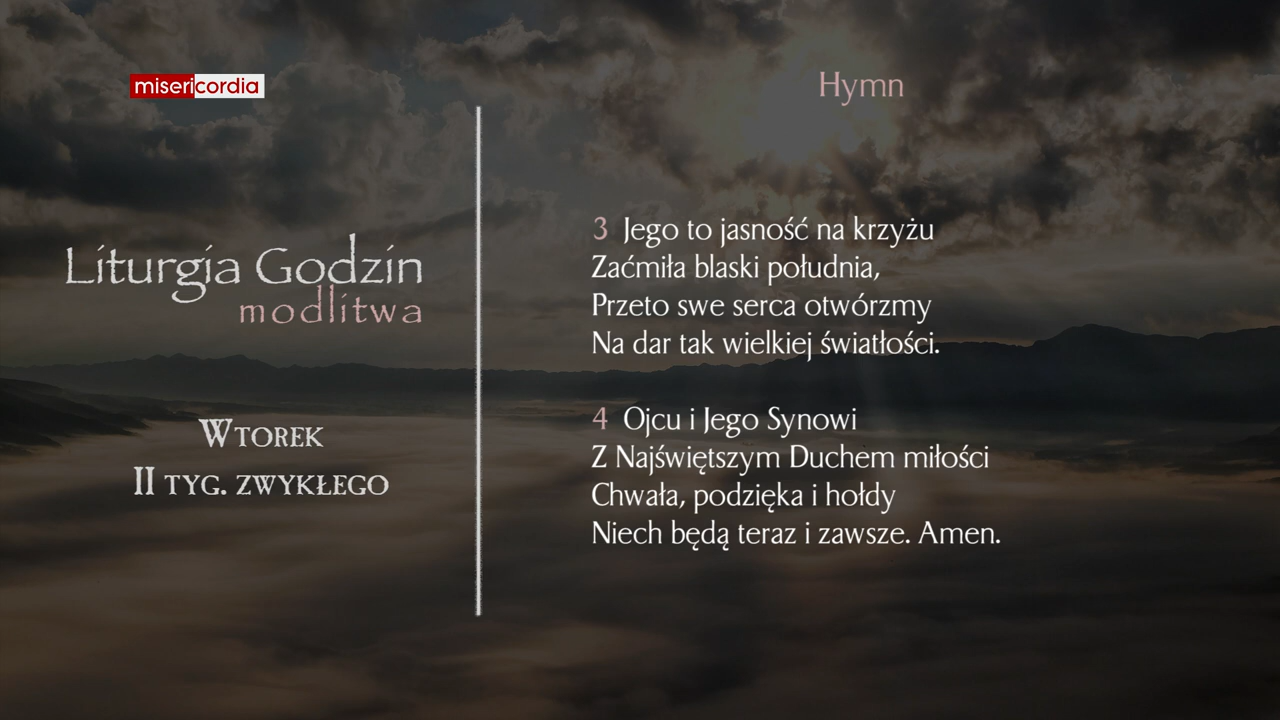 misericordia
Liturgia Godzin
modlitwa
Wtorek
II tyg. zwykłego
Hymn
3 Jego to jasność na krzyżu
Zaćmiła blaski południa,
Przeto swe serca otwórzmy
Na dar tak wielkiej światłości.
4 Ojcu i Jego Synowi
Z Najświętszym Duchem miłości
Chwała, podzięka i hołdy
Niech będą teraz i zawsze. Amen.